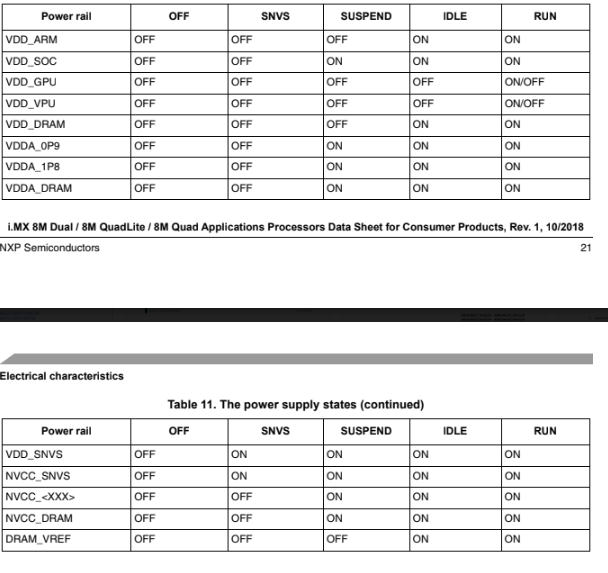 Power rail OFF SNVS SUSPEND IDLE RUN
VDD_ARM OFF OFF OFF ON ON
VDD_SOC OFF OFF ON ON ON
VDD_GPU OFF OFF OFF OFF ON/OFF
VDD_VPU OFF OFF OFF OFF ON/OFF
VDD_DRAM OFF OFF OFF ON ON
VDDA_0P9 OFF OFF ON ON ON
VDDA_1P8 OFF OFF ON ON ON
VDDA_DRAM OFF OFF ON ON ON
i.MX 8M Dual / 8M QuadLite / 8M Quad Applications Processors Data Sheet for Consumer Products, Rev. 1, 10/2018
NXP Semiconductors 21
Electrical characteristics
Table 11. The power supply states (continued)
Power rail OFF SNVS SUSPEND IDLE RUN
VDD_SNVS OFF ON ON ON ON
NVCC_SNVS OFF ON ON ON ON
NVCC_<XXX> OFF OFF ON ON ON
NVCC_DRAM OFF OFF ON ON ON
DRAM_VREF OFF OFF OFF ON ON